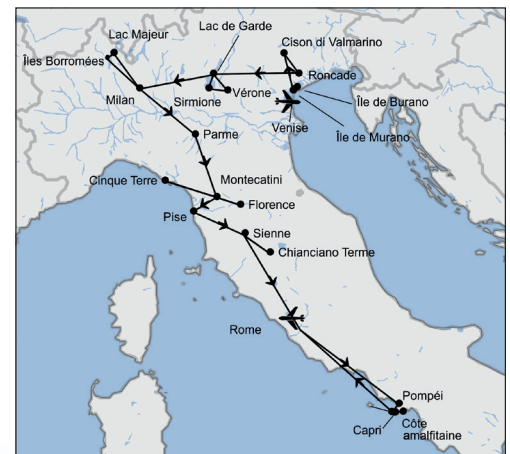 Lac de Garde
Lac Majeur
Cison di Valmarino
Îles Borromées
Roncade
Milan
Sirmione
Vérone
Île de Burano
Venise
Île de Murano
Parme
Cinque Terre
Montecatini
Florence
Pise
Sienne
Chianciano Terme
Rome
Pompéi
Capri
Côte
amalfitaine